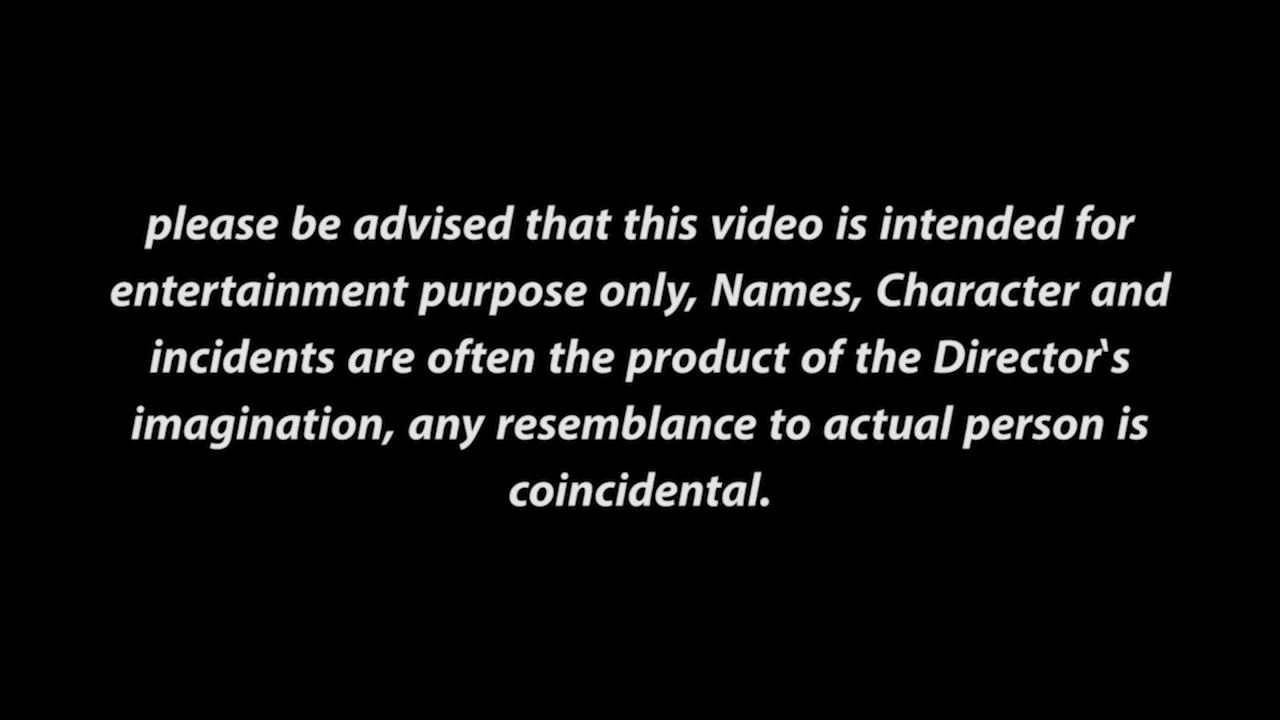 please be advised that this video is intended for
entertainment purpose only, Names, Character and
incidents are often the product of the Director‵s
imagination, any resemblance to actual person is
coincidental.